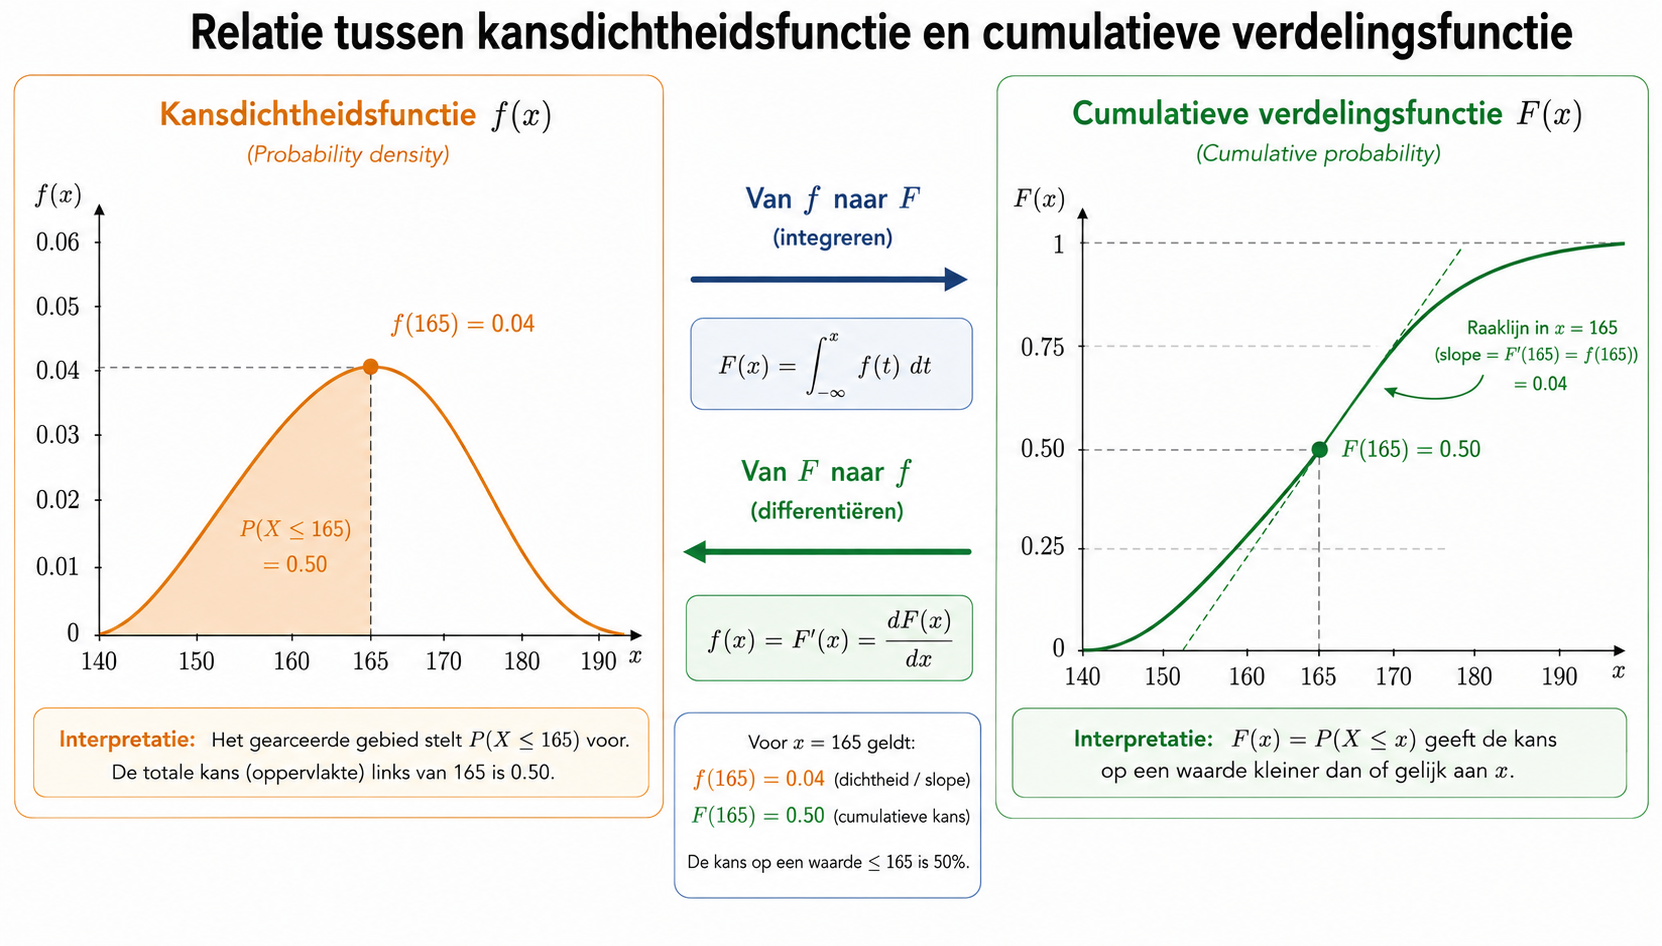 Relatie tussen kansdichtheidsfunctie en cumulatieve verdelingsfunctie
Kansdichtheidsfunctie f(x)
(Probability density)
f(x)
0.06
0.05
0.04
0.03
0.02
0.01
0
f(165) = 0.04
P(X ≤ 165)
= 0.50
140 150 160 165 170 180 190 x
Interpretatie: Het gearceerde gebied stelt P(X ≤ 165) voor.
De totale kans (oppervlakte) links van 165 is 0.50.
Van f naar F
(integreren)
F(x) = ∫_{−∞}^{x} f(t) dt
Van F naar f
(differentiëren)
f(x) = F′(x) = dF(x)/dx
Voor x = 165 geldt:
f(165) = 0.04 (dichtheid / slope)
F(165) = 0.50 (cumulatieve kans)
De kans op een waarde ≤ 165 is 50%.
Cumulatieve verdelingsfunctie F(x)
(Cumulative probability)
F(x)
1
0.75
0.50
0.25
0
Raaklijn in x = 165
(slope = F′(165) = f(165))
= 0.04
F(165) = 0.50
140 150 160 165 170 180 190 x
Interpretatie: F(x) = P(X ≤ x) geeft de kans
op een waarde kleiner dan of gelijk aan x.